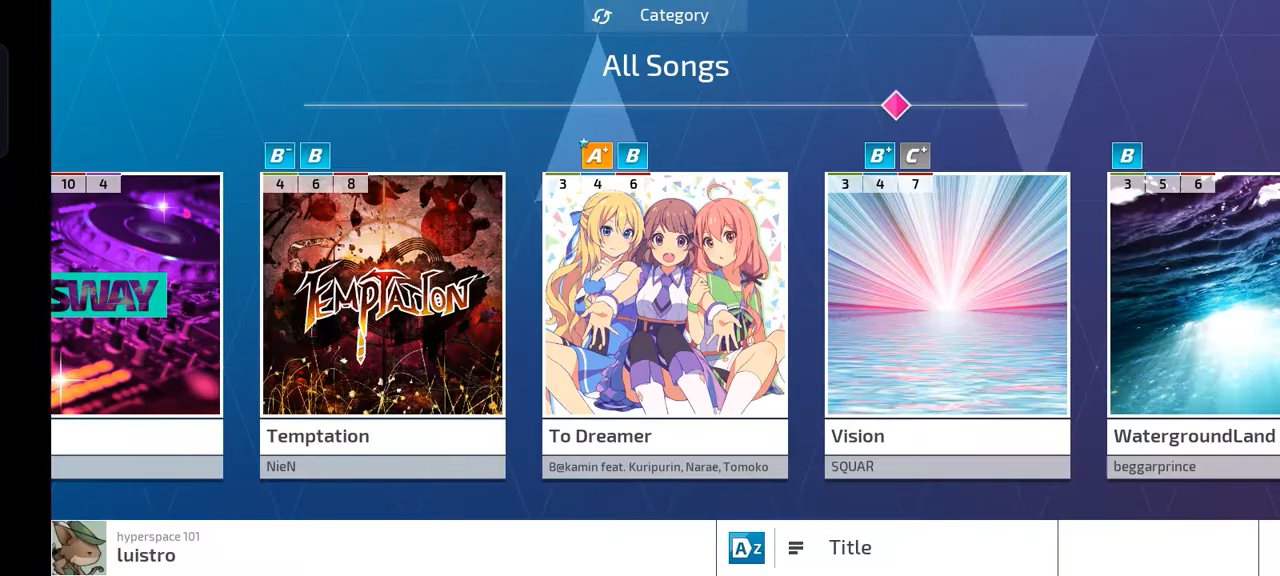 Category
All Songs
B- B
A+ B
B+ C+
B
10 4
4 6 8
3 4 6
3 4 7
3 5 6
SWAY
TEMPTATION
Temptation
NieN
To Dreamer
B@kamin feat. Kuripurin, Narae, Tomoko
Vision
SQUAR
WatergroundLand
beggarprince
hyperspace 101
luistro
AZ
Title